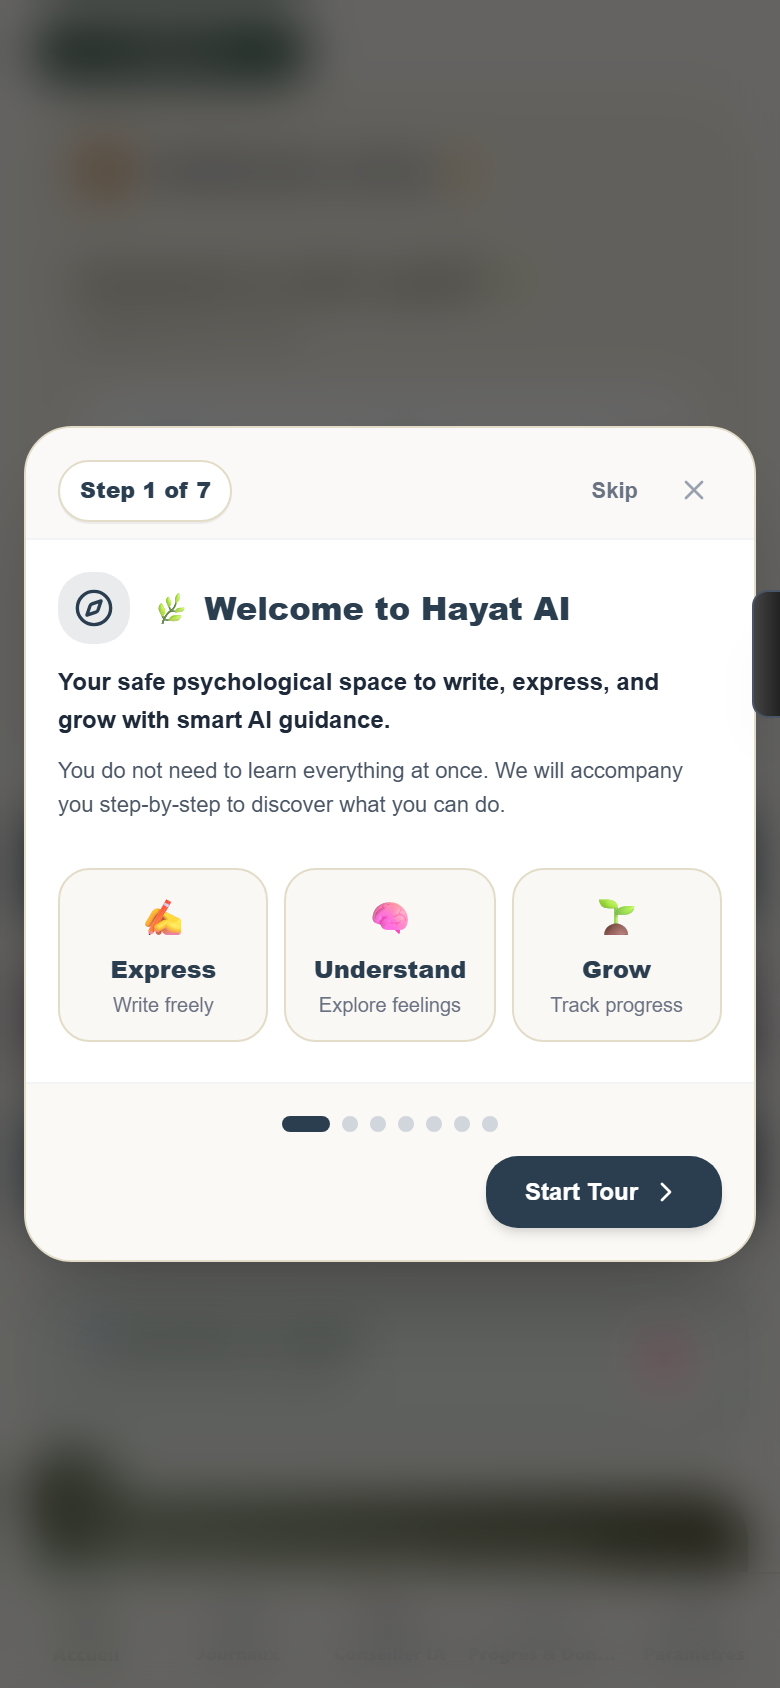 Step 1 of 7
Skip
Welcome to Hayat AI
Your safe psychological space to write, express, and
grow with smart AI guidance.
You do not need to learn everything at once. We will accompany
you step-by-step to discover what you can do.
Express
Write freely
Understand
Explore feelings
Grow
Track progress
Start Tour
Accueil